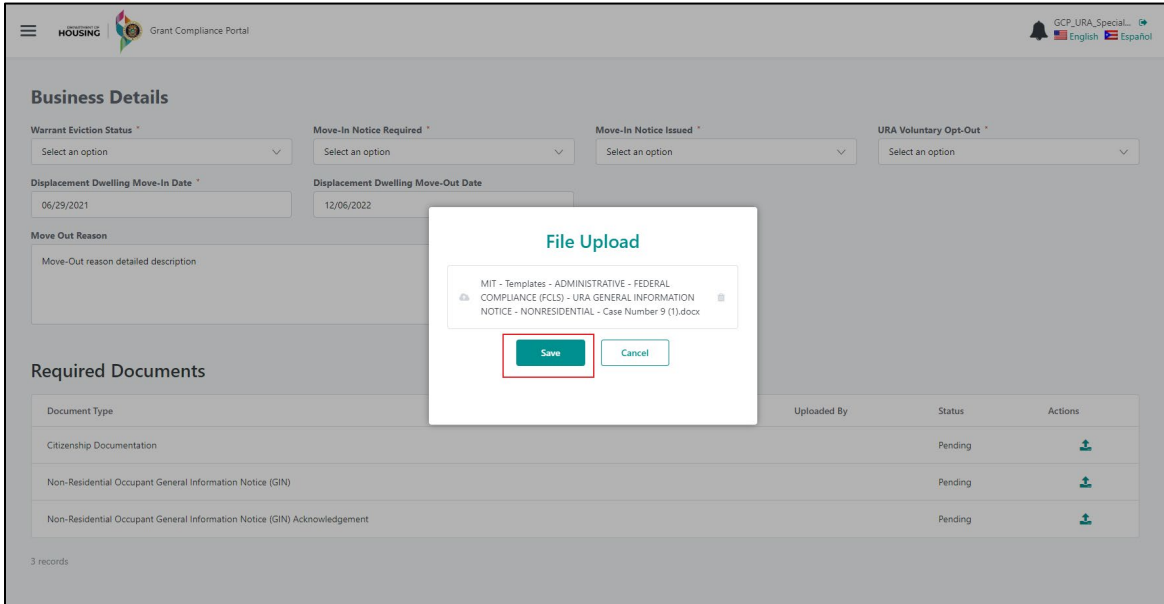 DEPARTMENT OF
HOUSING
Grant Compliance Portal
GCP_URA_Special...
English Español
Business Details
Warrant Eviction Status * Move-In Notice Required * Move-In Notice Issued * URA Voluntary Opt-Out *
Select an option Select an option Select an option Select an option
Displacement Dwelling Move-In Date * Displacement Dwelling Move-Out Date
06/29/2021 12/06/2022
Move Out Reason
Move-Out reason detailed description
File Upload
MIT - Templates - ADMINISTRATIVE - FEDERAL
COMPLIANCE (FCLS) - URA GENERAL INFORMATION
NOTICE - NONRESIDENTIAL - Case Number 9 (1).docx
Save Cancel
Required Documents
Document Type Uploaded By Status Actions
Citizenship Documentation Pending
Non-Residential Occupant General Information Notice (GIN) Pending
Non-Residential Occupant General Information Notice (GIN) Acknowledgement Pending
3 records